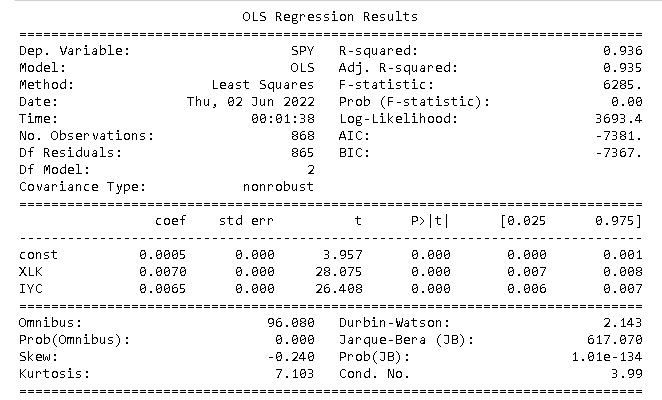 OLS Regression Results
==============================================================================
Dep. Variable:                    SPY   R-squared:                       0.936
Model:                            OLS   Adj. R-squared:                  0.935
Method:                 Least Squares   F-statistic:                     6285.
Date:                Thu, 02 Jun 2022   Prob (F-statistic):               0.00
Time:                        00:01:38   Log-Likelihood:                 3693.4
No. Observations:                 868   AIC:                            -7381.
Df Residuals:                     865   BIC:                            -7367.
Df Model:                           2
Covariance Type:            nonrobust
==============================================================================
                 coef    std err          t      P>|t|      [0.025      0.975]
------------------------------------------------------------------------------
const          0.0005      0.000      3.957      0.000       0.000       0.001
XLK            0.0070      0.000     28.075      0.000       0.007       0.008
IYC            0.0065      0.000     26.408      0.000       0.006       0.007
==============================================================================
Omnibus:                       96.080   Durbin-Watson:                   2.143
Prob(Omnibus):                  0.000   Jarque-Bera (JB):              617.070
Skew:                          -0.240   Prob(JB):                    1.01e-134
Kurtosis:                       7.103   Cond. No.                         3.99
==============================================================================